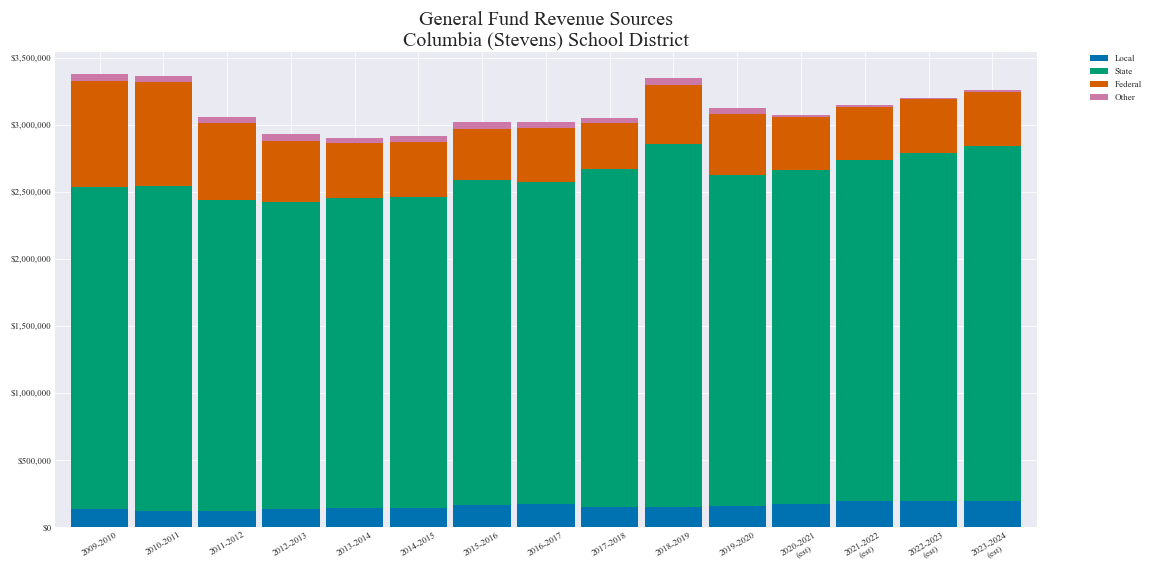 General Fund Revenue Sources
Columbia (Stevens) School District
$3,500,000
$3,000,000
$2,500,000
$2,000,000
$1,500,000
$1,000,000
$500,000
$0
2009-2010
2010-2011
2011-2012
2012-2013
2013-2014
2014-2015
2015-2016
2016-2017
2017-2018
2018-2019
2019-2020
2020-2021
(est)
2021-2022
(est)
2022-2023
(est)
2023-2024
(est)
Local
State
Federal
Other